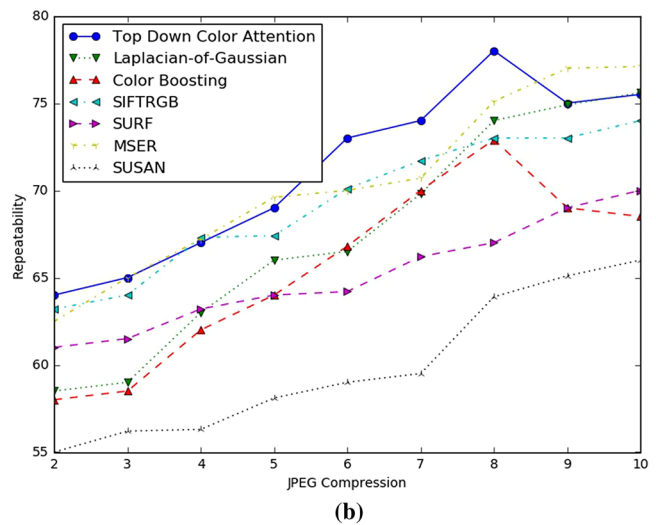 80
75
70
65
60
55
Repeatability
Top Down Color Attention
Laplacian-of-Gaussian
Color Boosting
SIFTRGB
SURF
MSER
SUSAN
2 3 4 5 6 7 8 9 10
JPEG Compression
(b)